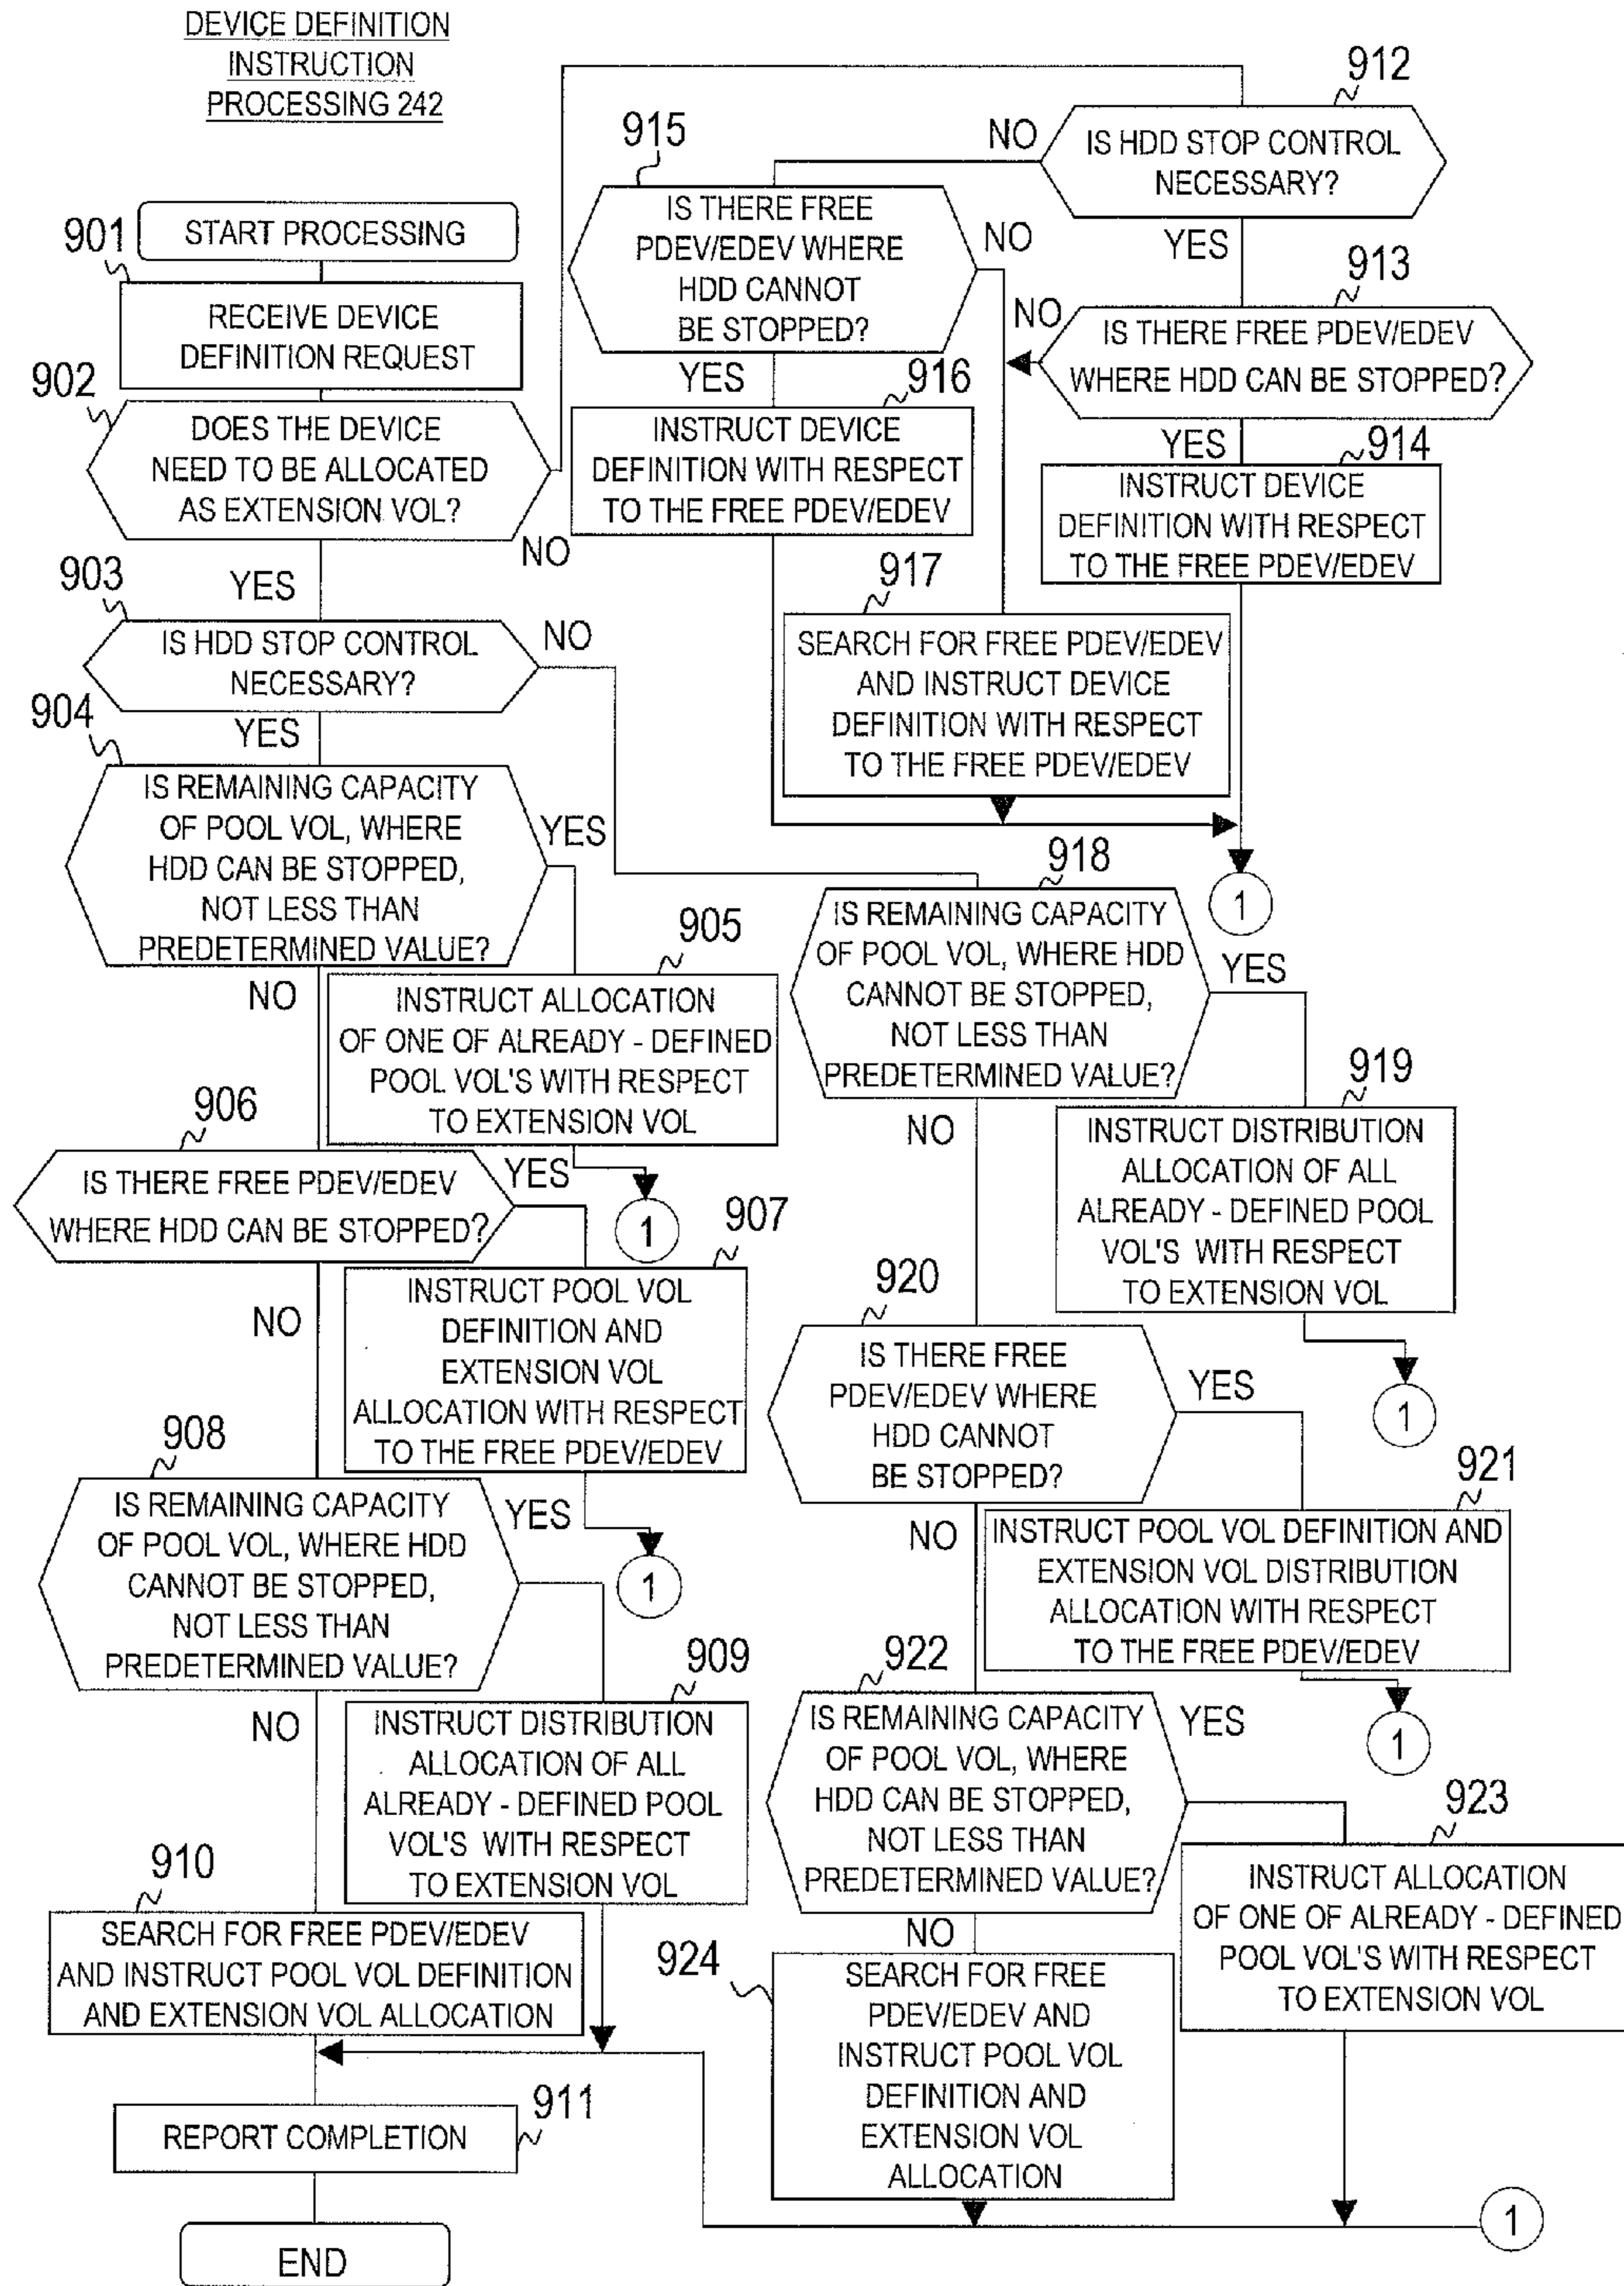 DEVICE DEFINITION
INSTRUCTION
PROCESSING 242
START PROCESSING
901
RECEIVE DEVICE
DEFINITION REQUEST
902
DOES THE DEVICE
NEED TO BE ALLOCATED
AS EXTENSION VOL?
NO
YES
903
IS HDD STOP CONTROL
NECESSARY?
NO
YES
904
IS REMAINING CAPACITY
OF POOL VOL, WHERE
HDD CAN BE STOPPED,
NOT LESS THAN
PREDETERMINED VALUE?
YES
NO
905
INSTRUCT ALLOCATION
OF ONE OF ALREADY - DEFINED
POOL VOL'S WITH RESPECT
TO EXTENSION VOL
1
906
IS THERE FREE PDEV/EDEV
WHERE HDD CAN BE STOPPED?
YES
NO
907
INSTRUCT POOL VOL
DEFINITION AND
EXTENSION VOL
ALLOCATION WITH RESPECT
TO THE FREE PDEV/EDEV
1
908
IS REMAINING CAPACITY
OF POOL VOL, WHERE HDD
CANNOT BE STOPPED,
NOT LESS THAN
PREDETERMINED VALUE?
YES
NO
909
INSTRUCT DISTRIBUTION
ALLOCATION OF ALL
ALREADY - DEFINED POOL
VOL'S WITH RESPECT
TO EXTENSION VOL
910
SEARCH FOR FREE PDEV/EDEV
AND INSTRUCT POOL VOL DEFINITION
AND EXTENSION VOL ALLOCATION
911
REPORT COMPLETION
END
912
IS HDD STOP CONTROL
NECESSARY?
NO
YES
913
IS THERE FREE PDEV/EDEV
WHERE HDD CAN BE STOPPED?
NO
YES
914
INSTRUCT DEVICE
DEFINITION WITH RESPECT
TO THE FREE PDEV/EDEV
915
IS THERE FREE
PDEV/EDEV WHERE
HDD CANNOT
BE STOPPED?
NO
YES
916
INSTRUCT DEVICE
DEFINITION WITH RESPECT
TO THE FREE PDEV/EDEV
917
SEARCH FOR FREE PDEV/EDEV
AND INSTRUCT DEVICE
DEFINITION WITH RESPECT
TO THE FREE PDEV/EDEV
1
918
IS REMAINING CAPACITY
OF POOL VOL, WHERE HDD
CANNOT BE STOPPED,
NOT LESS THAN
PREDETERMINED VALUE?
YES
NO
919
INSTRUCT DISTRIBUTION
ALLOCATION OF ALL
ALREADY - DEFINED POOL
VOL'S WITH RESPECT
TO EXTENSION VOL
1
920
IS THERE FREE
PDEV/EDEV WHERE
HDD CANNOT
BE STOPPED?
YES
NO
921
INSTRUCT POOL VOL DEFINITION AND
EXTENSION VOL DISTRIBUTION
ALLOCATION WITH RESPECT
TO THE FREE PDEV/EDEV
1
922
IS REMAINING CAPACITY
OF POOL VOL, WHERE
HDD CAN BE STOPPED,
NOT LESS THAN
PREDETERMINED VALUE?
YES
NO
923
INSTRUCT ALLOCATION
OF ONE OF ALREADY - DEFINED
POOL VOL'S WITH RESPECT
TO EXTENSION VOL
924
SEARCH FOR FREE
PDEV/EDEV AND
INSTRUCT POOL VOL
DEFINITION AND
EXTENSION VOL
ALLOCATION
1